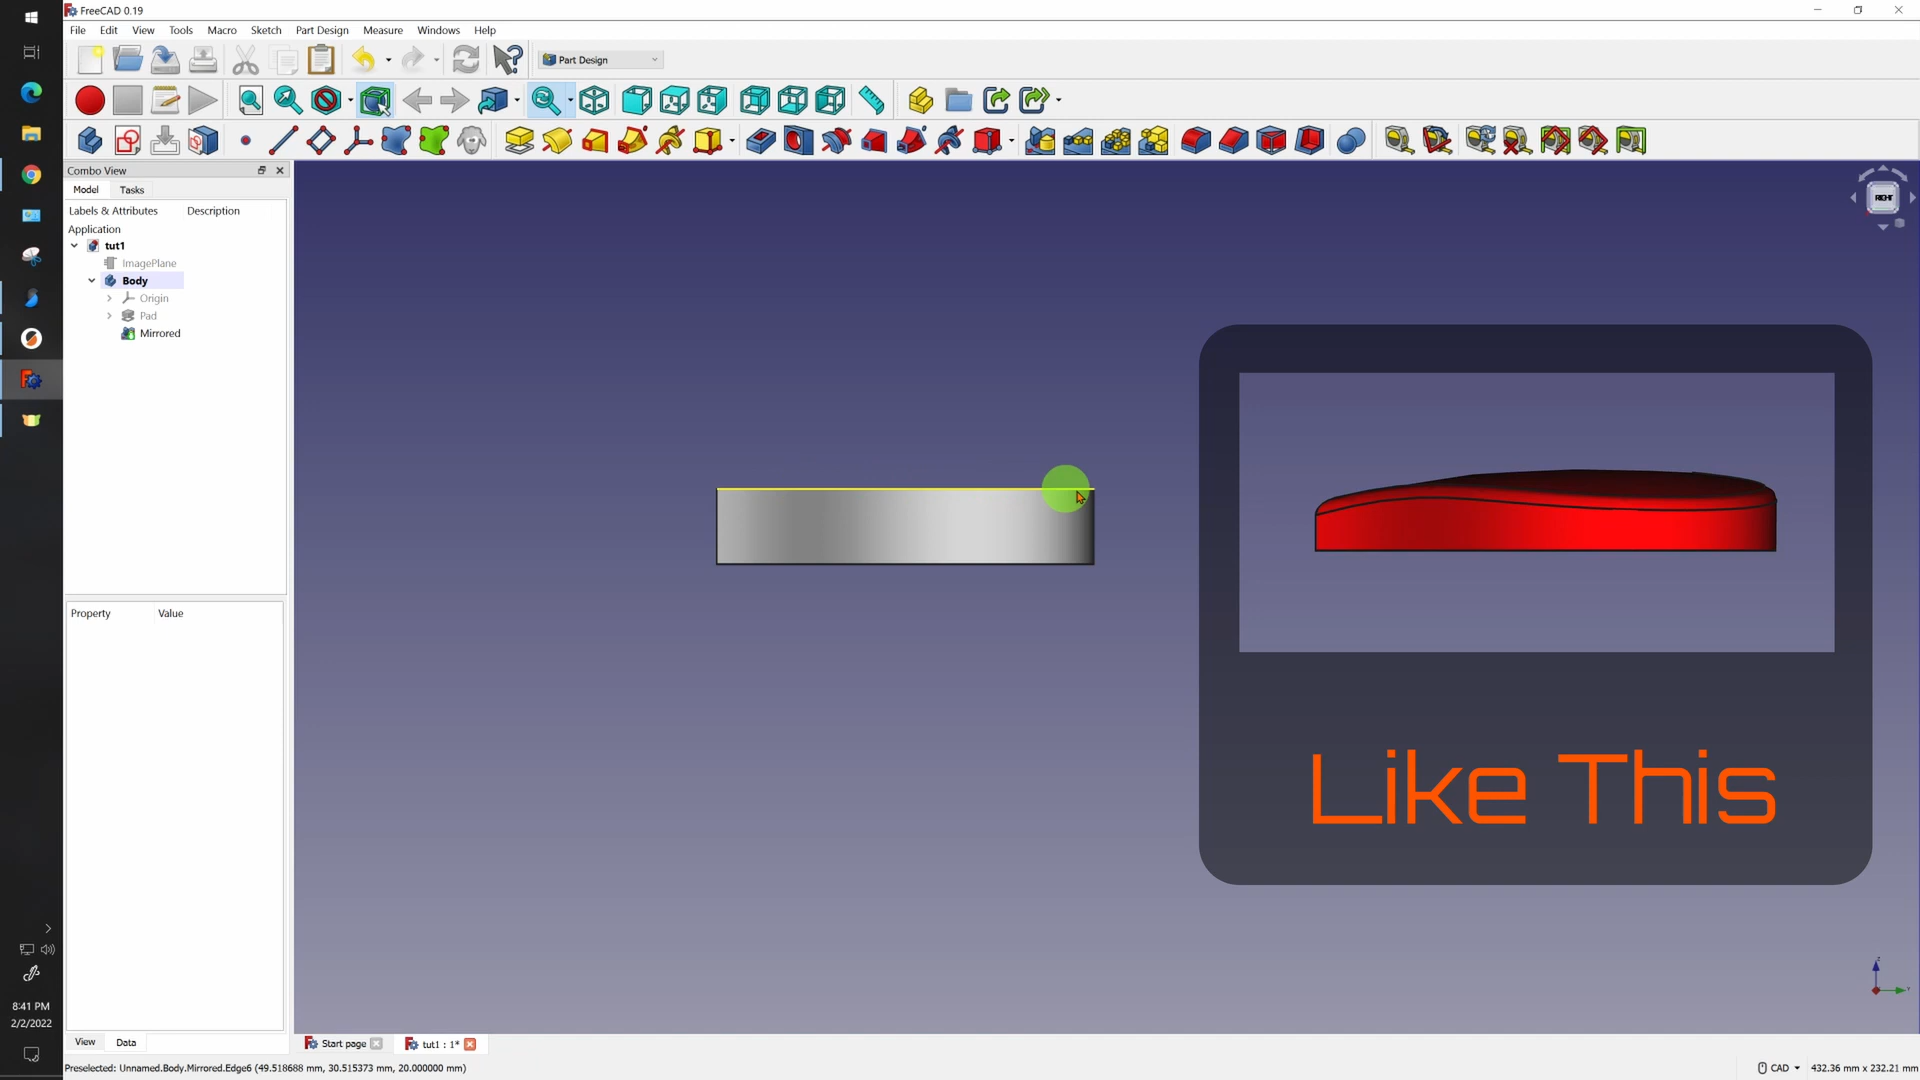 FreeCAD 0.19
File Edit View Tools Macro Sketch Part Design Measure Windows Help
Part Design
Combo View
Model Tasks
Labels & Attributes Description
Application
tut1
ImagePlane
Body
Origin
Pad
Mirrored
RIGHT
Like This
Property Value
Z
Y
8:41 PM
2/2/2022
View Data
Start page
tut1 : 1*
Preselected: Unnamed.Body.Mirrored.Edge6 (49.518688 mm, 30.515373 mm, 20.000000 mm)
CAD
432.36 mm x 232.21 mm